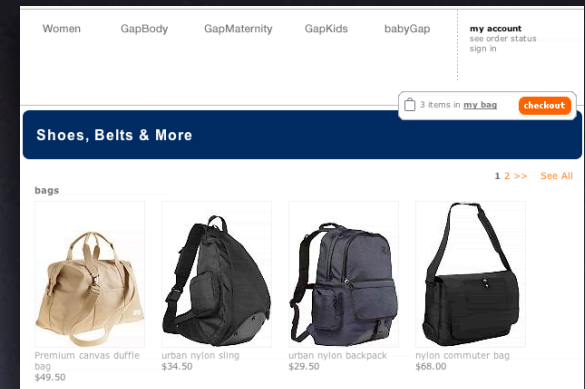 Women GapBody GapMaternity GapKids babyGap
my account
see order status
sign in
3 items in my bag checkout
Shoes, Belts & More
1 2 >> See All
bags
Premium canvas duffle
bag
$49.50
urban nylon sling
$34.50
urban nylon backpack
$29.50
nylon commuter bag
$68.00